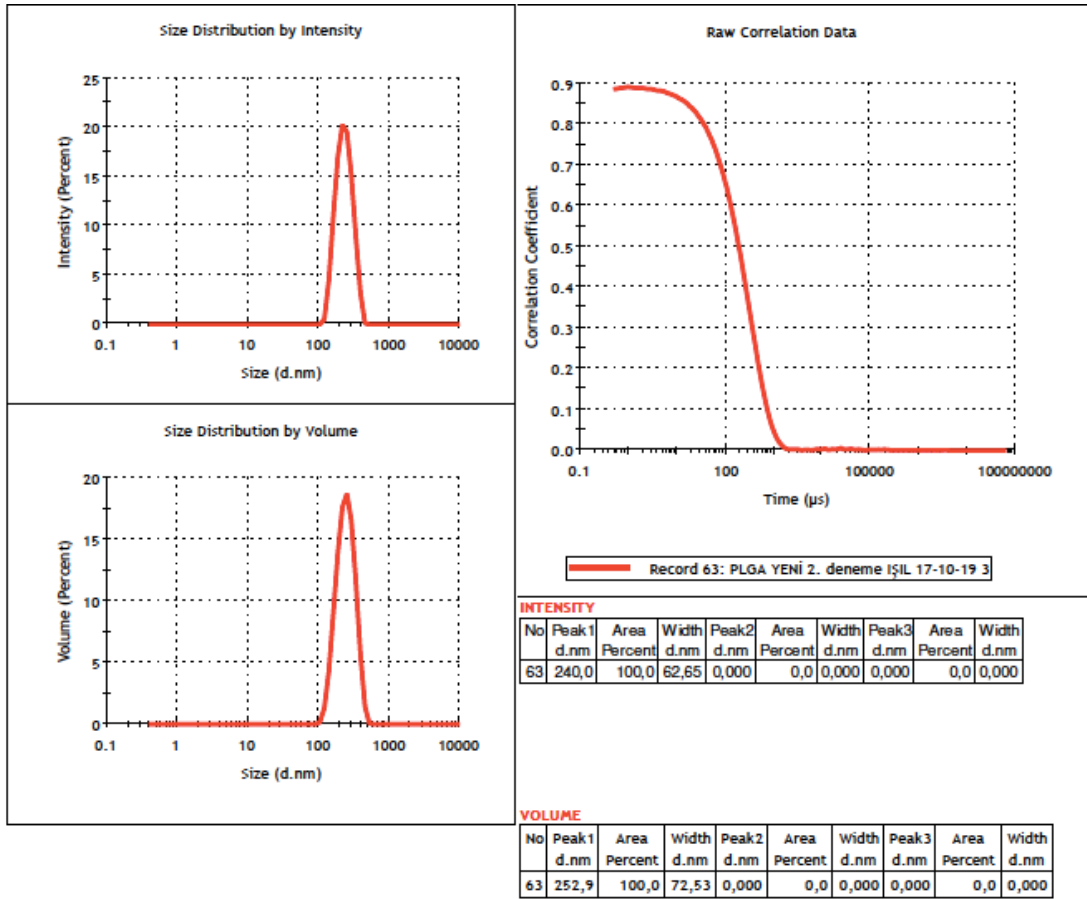 Size Distribution by Intensity
25
20
15
10
5
0
Intensity (Percent)
0.1 1 10 100 1000 10000
Size (d.nm)
Size Distribution by Volume
20
15
10
5
0
Volume (Percent)
0.1 1 10 100 1000 10000
Size (d.nm)
Raw Correlation Data
0.9
0.8
0.7
0.6
0.5
0.4
0.3
0.2
0.1
0.0
Correlation Coefficient
0.1 100 100000 100000000
Time (µs)
Record 63: PLGA YENİ 2. deneme IŞIL 17-10-19 3
INTENSITY
No Peak1 Area Width Peak2 Area Width Peak3 Area Width
d.nm Percent d.nm d.nm Percent d.nm d.nm Percent d.nm
63 240,0 100,0 62,65 0,000 0,0 0,000 0,000 0,0 0,000
VOLUME
No Peak1 Area Width Peak2 Area Width Peak3 Area Width
d.nm Percent d.nm d.nm Percent d.nm d.nm Percent d.nm
63 252,9 100,0 72,53 0,000 0,0 0,000 0,000 0,0 0,000